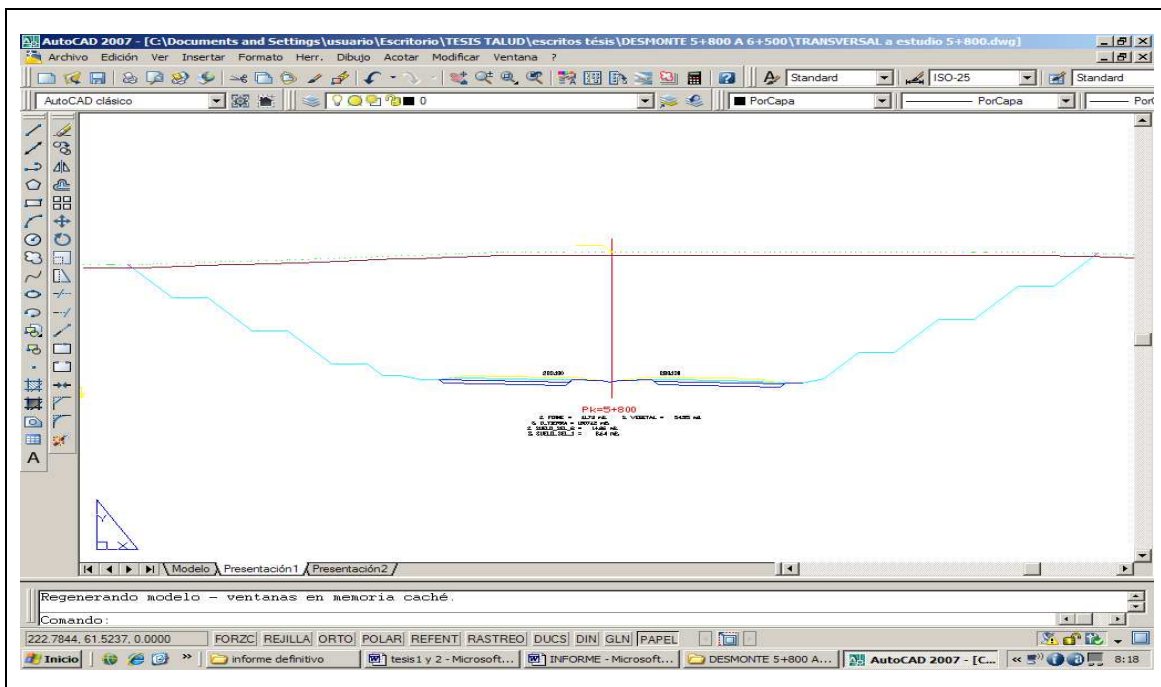 AutoCAD 2007 - [C:\Documents and Settings\usuario\Escritorio\TESIS TALUD\escritos tésis\DESMONTE 5+800 A 6+500\TRANSVERSAL a estudio 5+800.dwg]
Archivo Edición Ver Insertar Formato Herr. Dibujo Acotar Modificar Ventana ?
Standard ISO-25 Standard
AutoCAD clásico 0 PorCapa PorCapa Por
A
Pk=5+800
Y
X
Modelo Presentación1 Presentación2
Regenerando modelo - ventanas en memoria caché.
Comando:
222.7844, 61.5237, 0.0000 FORZC REJILLA ORTO POLAR REFENT RASTREO DUCS DIN GLN PAPEL
Inicio » informe definitivo tesis1 y 2 - Microsoft... INFORME - Microsoft... DESMONTE 5+800 A... AutoCAD 2007 - [C... « 8:18